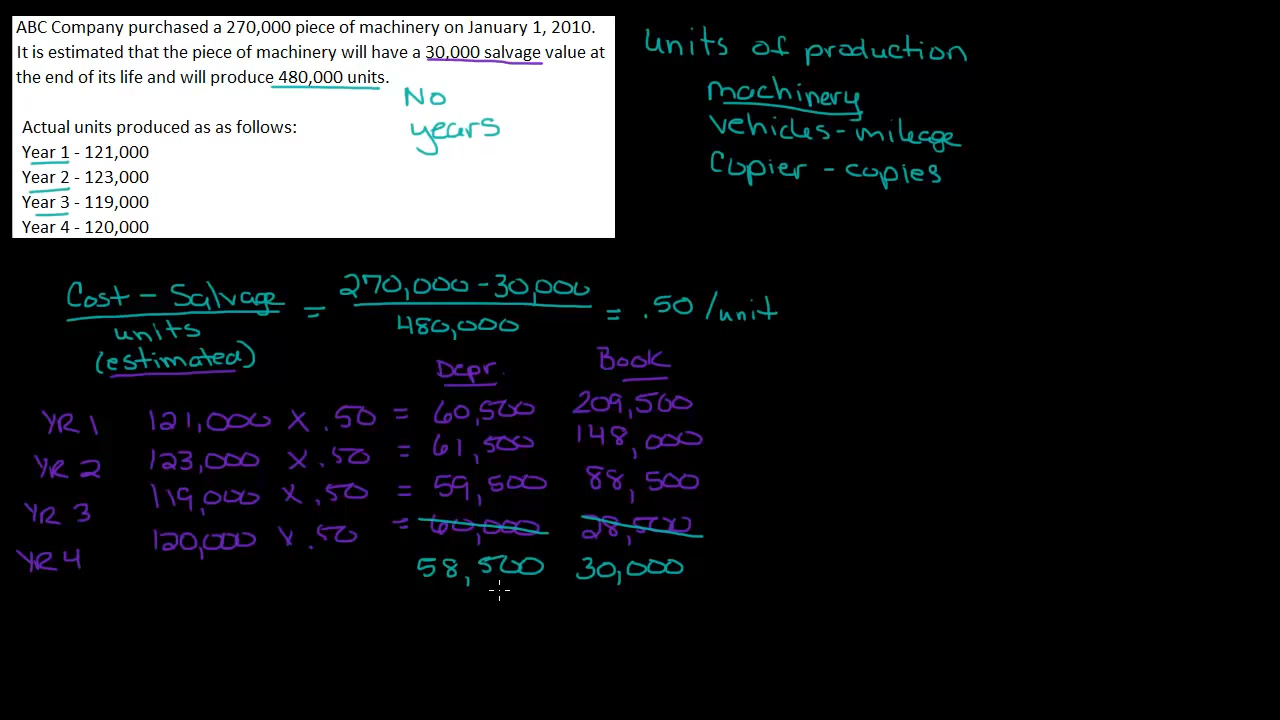 ABC Company purchased a 270,000 piece of machinery on January 1, 2010.
It is estimated that the piece of machinery will have a 30,000 salvage value at
the end of its life and will produce 480,000 units.
No
years
Actual units produced as as follows:
Year 1 - 121,000
Year 2 - 123,000
Year 3 - 119,000
Year 4 - 120,000
units of production
machinery
vehicles - mileage
Copier - copies
Cost - Salvage = 270,000 - 30,000 = .50 / unit
units 480,000
(estimated)
Depr. Book
YR 1 121,000 x .50 = 60,500 209,500
YR 2 123,000 x .50 = 61,500 148,000
YR 3 119,000 x .50 = 59,500 88,500
YR 4 120,000 x .50 = 60,000 28,500
58,500 30,000